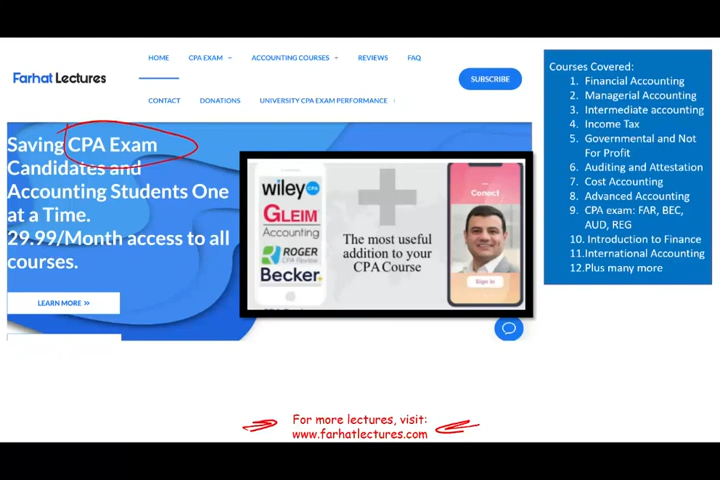 HOME CPA EXAM ACCOUNTING COURSES REVIEWS FAQ
Farhat Lectures
SUBSCRIBE
CONTACT DONATIONS UNIVERSITY CPA EXAM PERFORMANCE
Saving CPA Exam
Candidates and
Accounting Students One
at a Time.
29.99/Month access to all
courses.
LEARN MORE »
wiley CPA
GLEIM
Accounting
ROGER
CPA Review
Becker.
The most useful
addition to your
CPA Course
Conect
Sign in
Courses Covered:
1. Financial Accounting
2. Managerial Accounting
3. Intermediate accounting
4. Income Tax
5. Governmental and Not
For Profit
6. Auditing and Attestation
7. Cost Accounting
8. Advanced Accounting
9. CPA exam: FAR, BEC,
AUD, REG
10. Introduction to Finance
11.International Accounting
12.Plus many more
For more lectures, visit:
www.farhatlectures.com